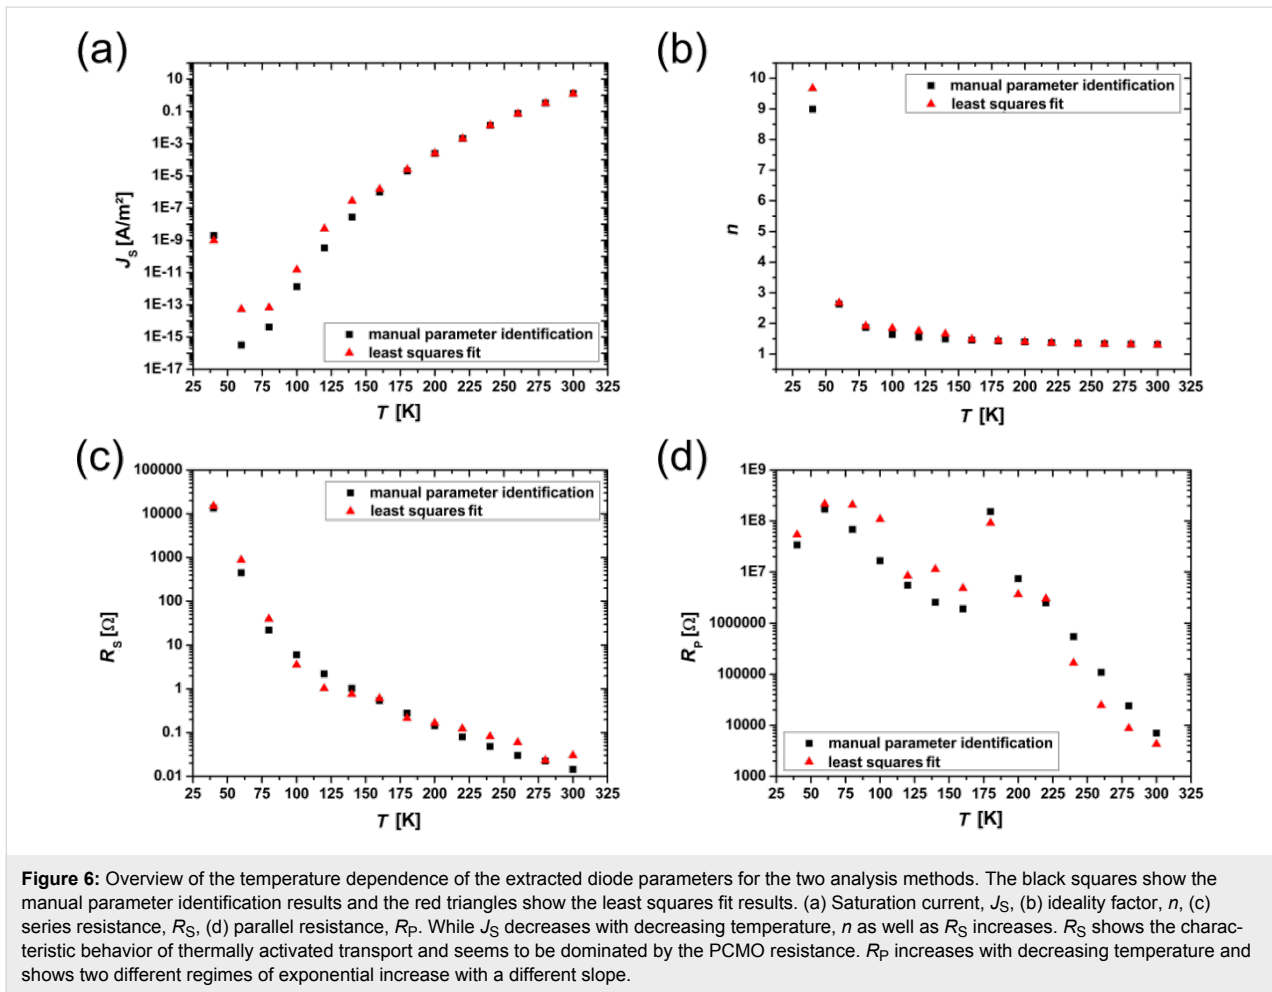 (a)
10
0.1
1E-3
1E-5
1E-7
1E-9
1E-11
1E-13
1E-15
1E-17
J_S [A/m²]
manual parameter identification
least squares fit
25 50 75 100 125 150 175 200 225 250 275 300 325
T [K]
(b)
10
9
8
7
6
5
4
3
2
1
n
manual parameter identification
least squares fit
25 50 75 100 125 150 175 200 225 250 275 300 325
T [K]
(c)
100000
10000
1000
100
10
1
0.1
0.01
R_S [Ω]
manual parameter identification
least squares fit
25 50 75 100 125 150 175 200 225 250 275 300 325
T [K]
(d)
1E9
1E8
1E7
1000000
100000
10000
1000
R_P [Ω]
manual parameter identification
least squares fit
25 50 75 100 125 150 175 200 225 250 275 300 325
T [K]
Figure 6: Overview of the temperature dependence of the extracted diode parameters for the two analysis methods. The black squares show the
manual parameter identification results and the red triangles show the least squares fit results. (a) Saturation current, J_S, (b) ideality factor, n, (c)
series resistance, R_S, (d) parallel resistance, R_P. While J_S decreases with decreasing temperature, n as well as R_S increases. R_S shows the charac-
teristic behavior of thermally activated transport and seems to be dominated by the PCMO resistance. R_P increases with decreasing temperature and
shows two different regimes of exponential increase with a different slope.